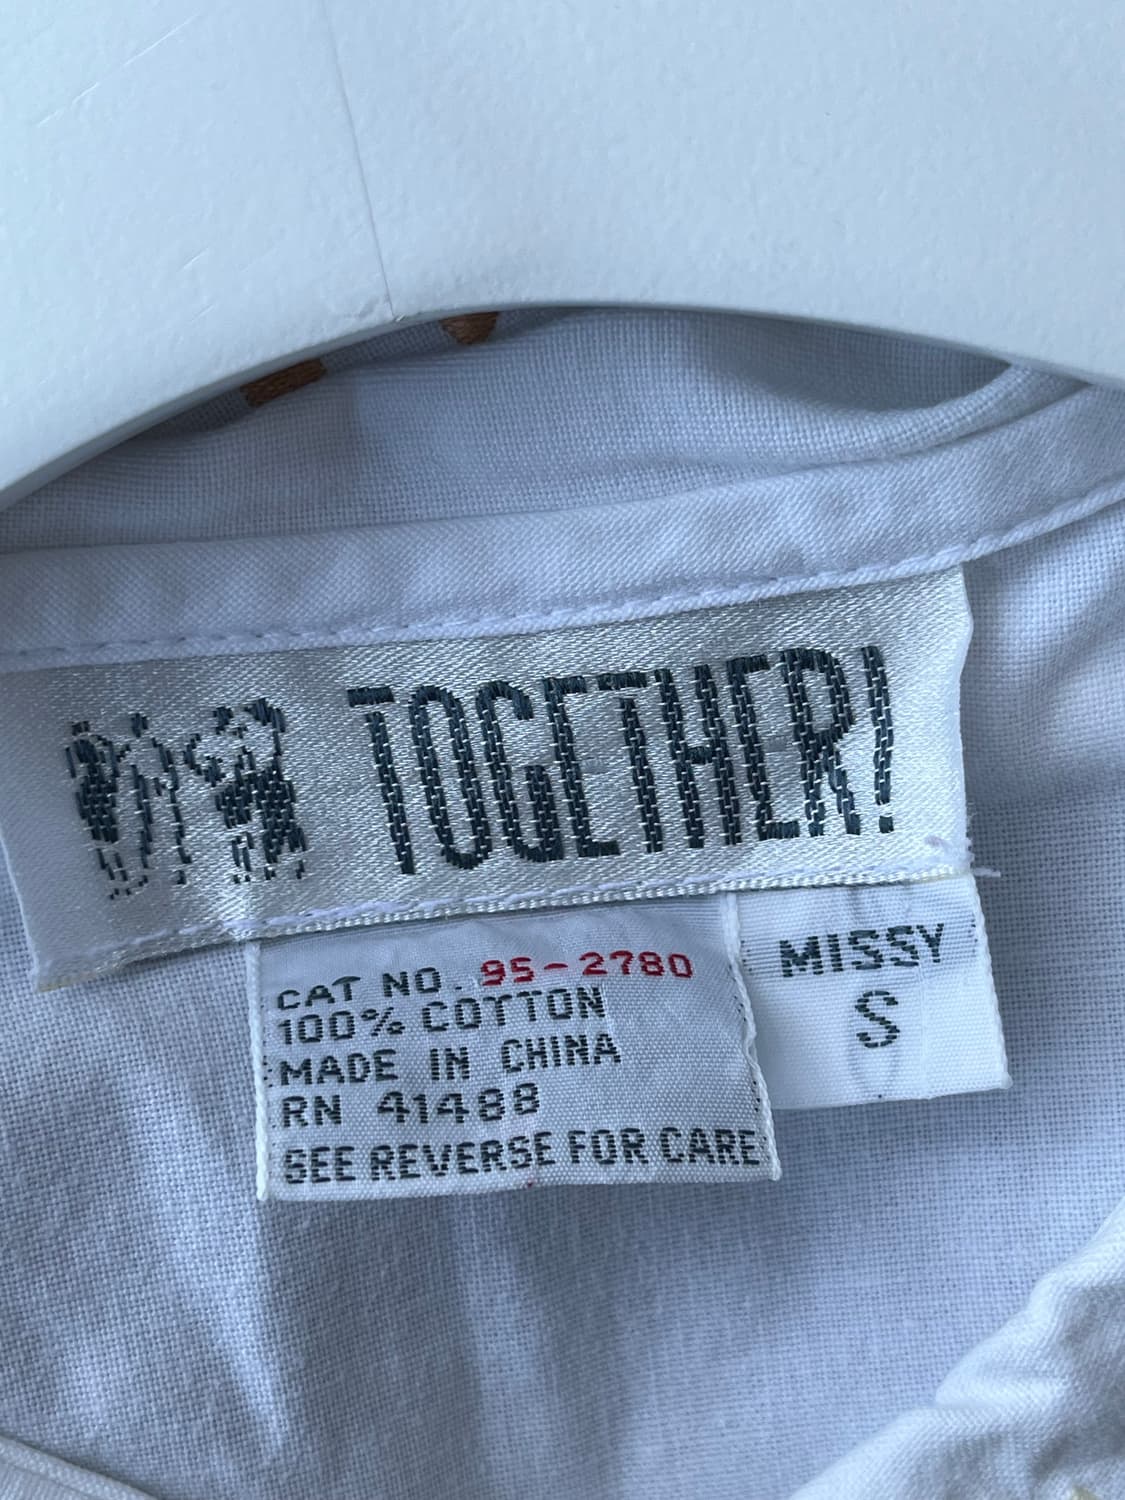 TOGETHER!
CAT NO. 95-2780
100% COTTON
MADE IN CHINA
RN 41488
SEE REVERSE FOR CARE
MISSY
S